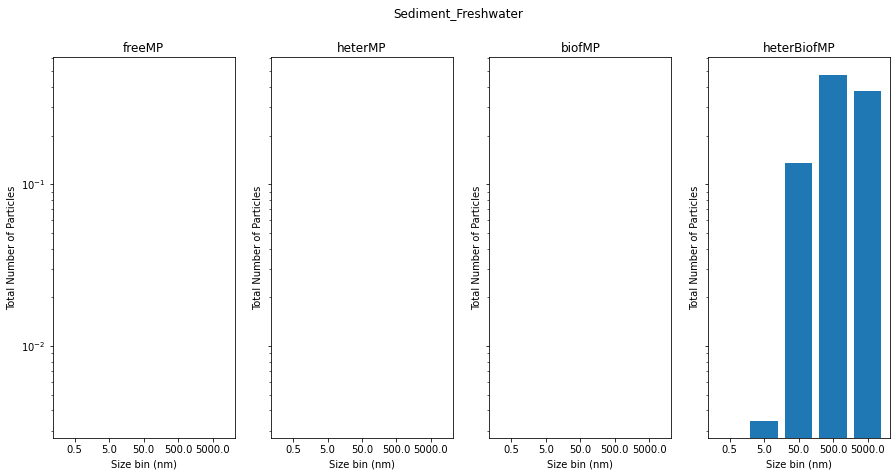 Sediment_Freshwater
freeMP
heterMP
biofMP
heterBiofMP
Total Number of Particles
10⁻¹
10⁻²
0.5 5.0 50.0 500.0 5000.0
Size bin (nm)
Total Number of Particles
0.5 5.0 50.0 500.0 5000.0
Size bin (nm)
Total Number of Particles
0.5 5.0 50.0 500.0 5000.0
Size bin (nm)
Total Number of Particles
0.5 5.0 50.0 500.0 5000.0
Size bin (nm)